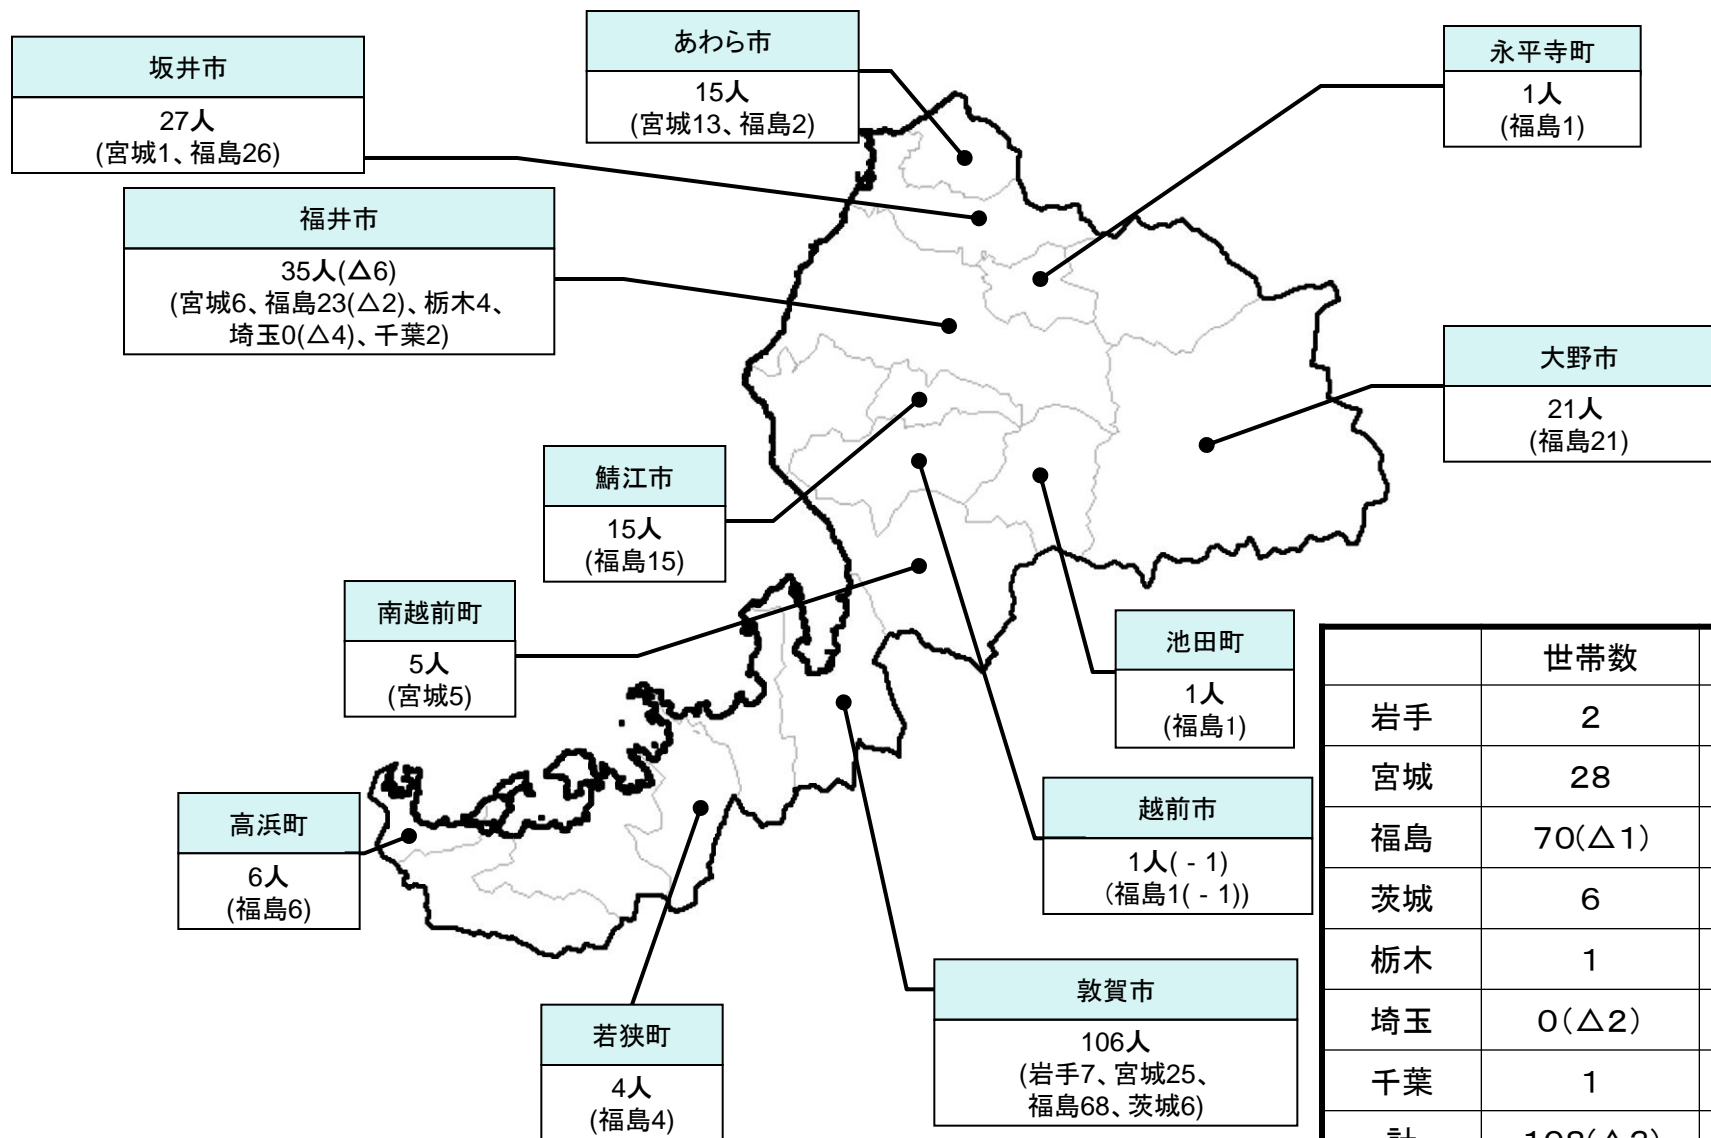 あわら市
15人
(宮城13、福島2)
永平寺町
1人
(福島1)
坂井市
27人
(宮城1、福島26)
福井市
35人(△6)
(宮城6、福島23(△2)、栃木4、
埼玉0(△4)、千葉2)
大野市
21人
(福島21)
鯖江市
15人
(福島15)
南越前町
5人
(宮城5)
池田町
1人
(福島1)
越前市
1人( - 1)
(福島1( - 1))
高浜町
6人
(福島6)
敦賀市
106人
(岩手7、宮城25、
福島68、茨城6)
若狭町
4人
(福島4)
世帯数
岩手 2
宮城 28
福島 70(△1)
茨城 6
栃木 1
埼玉 0(△2)
千葉 1
計 108(△3)